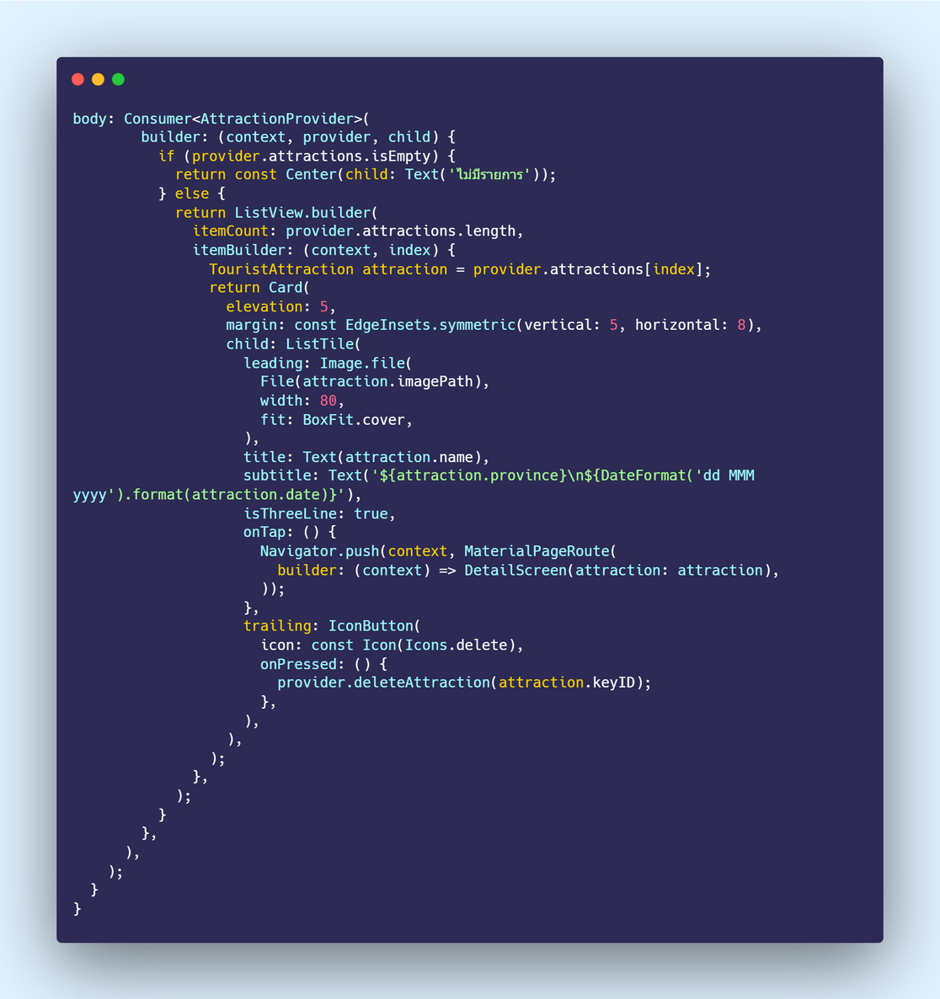 body: Consumer<AttractionProvider>(
        builder: (context, provider, child) {
          if (provider.attractions.isEmpty) {
            return const Center(child: Text('ไม่มีรายการ'));
          } else {
            return ListView.builder(
              itemCount: provider.attractions.length,
              itemBuilder: (context, index) {
                TouristAttraction attraction = provider.attractions[index];
                return Card(
                  elevation: 5,
                  margin: const EdgeInsets.symmetric(vertical: 5, horizontal: 8),
                  child: ListTile(
                    leading: Image.file(
                      File(attraction.imagePath),
                      width: 80,
                      fit: BoxFit.cover,
                    ),
                    title: Text(attraction.name),
                    subtitle: Text('${attraction.province}\n${DateFormat('dd MMM
yyyy').format(attraction.date)}'),
                    isThreeLine: true,
                    onTap: () {
                      Navigator.push(context, MaterialPageRoute(
                        builder: (context) => DetailScreen(attraction: attraction),
                      ));
                    },
                    trailing: IconButton(
                      icon: const Icon(Icons.delete),
                      onPressed: () {
                        provider.deleteAttraction(attraction.keyID);
                      },
                    ),
                  ),
                );
              },
            );
          }
        },
      ),
    );
  }
}